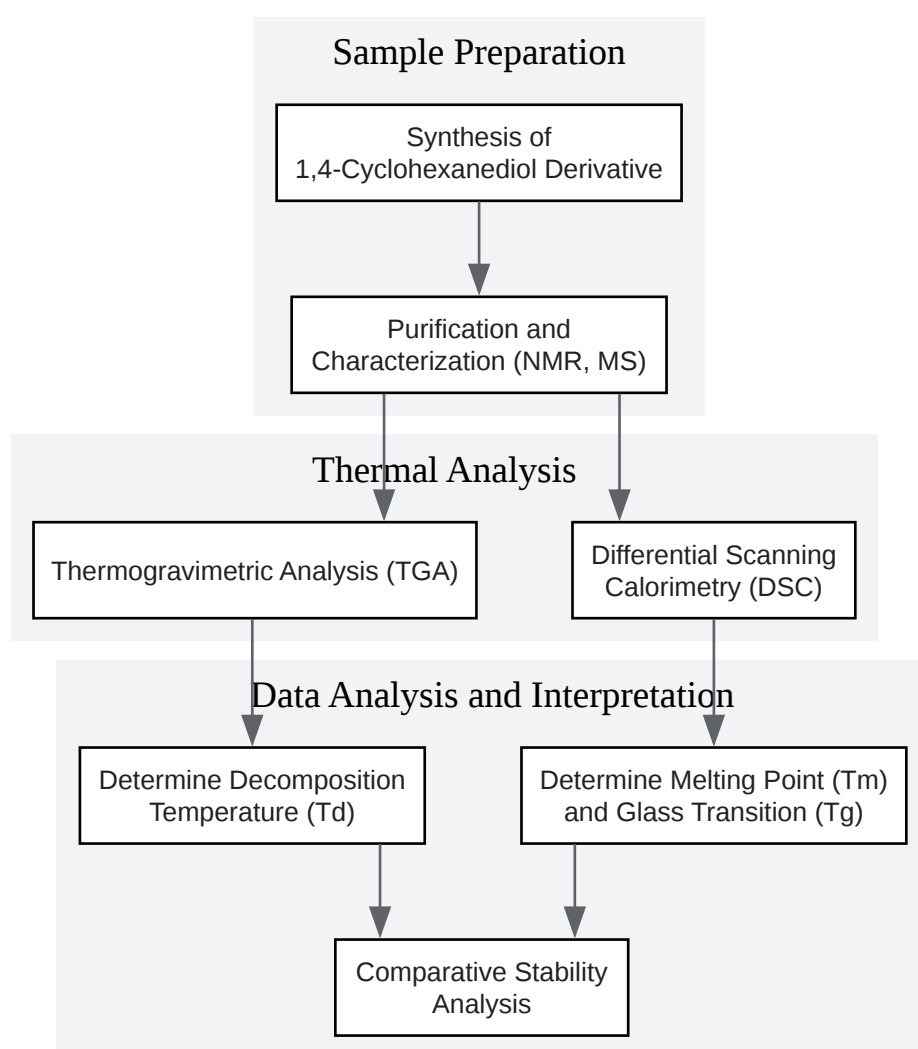 Sample Preparation
Synthesis of
1,4-Cyclohexanediol Derivative
Purification and
Characterization (NMR, MS)
Thermal Analysis
Thermogravimetric Analysis (TGA)
Differential Scanning
Calorimetry (DSC)
Data Analysis and Interpretation
Determine Decomposition
Temperature (Td)
Determine Melting Point (Tm)
and Glass Transition (Tg)
Comparative Stability
Analysis